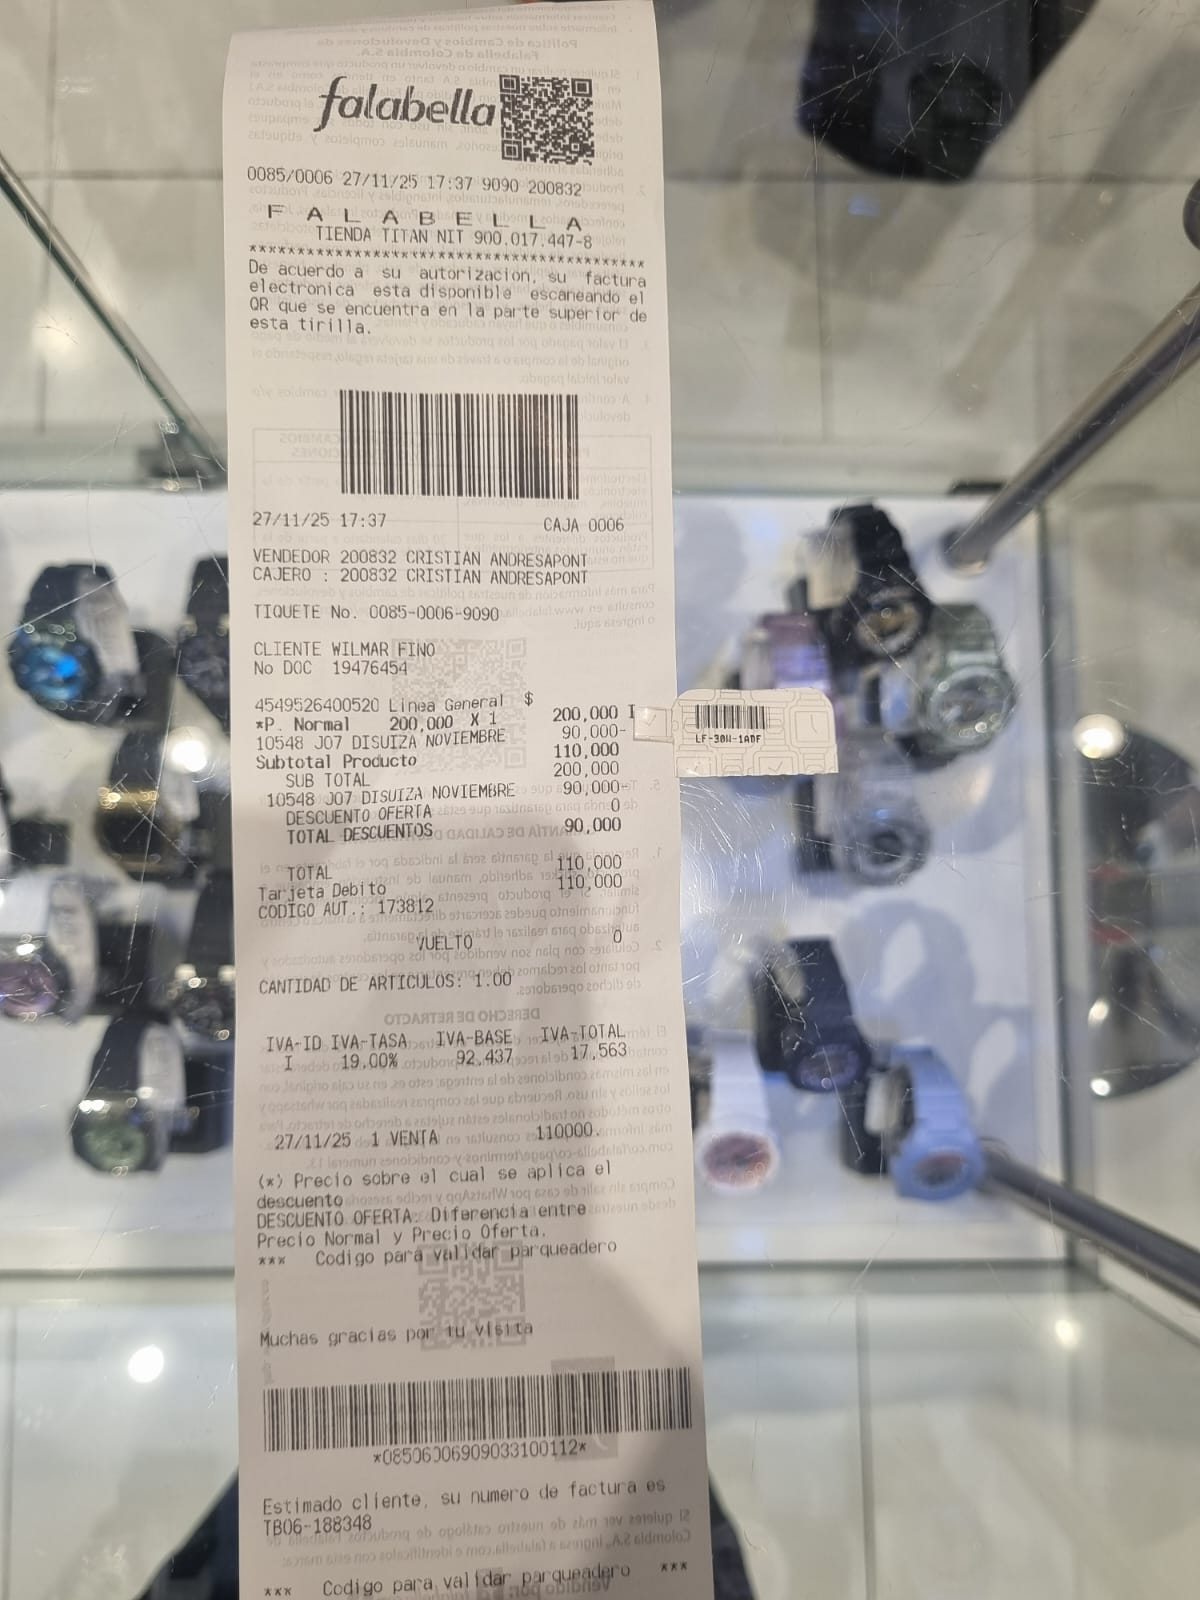 falabella
0085/0006 27/11/25 17:37 9090 200832
F A L A B E L L A
TIENDA TITAN NIT 900.017.447-8
****************************************
De acuerdo a su autorizacion, su factura
electronica esta disponible escaneando el
QR que se encuentra en la parte superior de
esta tirilla.
27/11/25 17:37 CAJA 0006
VENDEDOR 200832 CRISTIAN ANDRESAPONT
CAJERO : 200832 CRISTIAN ANDRESAPONT
TIQUETE No. 0085-0006-9090
CLIENTE WILMAR FINO
No DOC 19476454
4549526400520 Linea General $ 200,000 I
*P. Normal 200,000 X 1
10548 J07 DISUIZA NOVIEMBRE 90,000-
Subtotal Producto 110,000
SUB TOTAL 200,000
10548 J07 DISUIZA NOVIEMBRE 90,000-
DESCUENTO OFERTA 0
TOTAL DESCUENTOS 90,000
TOTAL 110,000
Tarjeta Debito 110,000
CODIGO AUT.: 173812
VUELTO 0
CANTIDAD DE ARTICULOS: 1.00
IVA-ID IVA-TASA IVA-BASE IVA-TOTAL
I 19,00% 92,437 17,563
27/11/25 1 VENTA 110000.
(*) Precio sobre el cual se aplica el
descuento
DESCUENTO OFERTA: Diferencia entre
Precio Normal y Precio Oferta.
*** Codigo para validar parqueadero
Muchas gracias por tu visita
*08506006909033100112*
Estimado cliente, su numero de factura es
TB06-188348
*** Codigo para validar parqueadero ***
LF-30W-1ADF